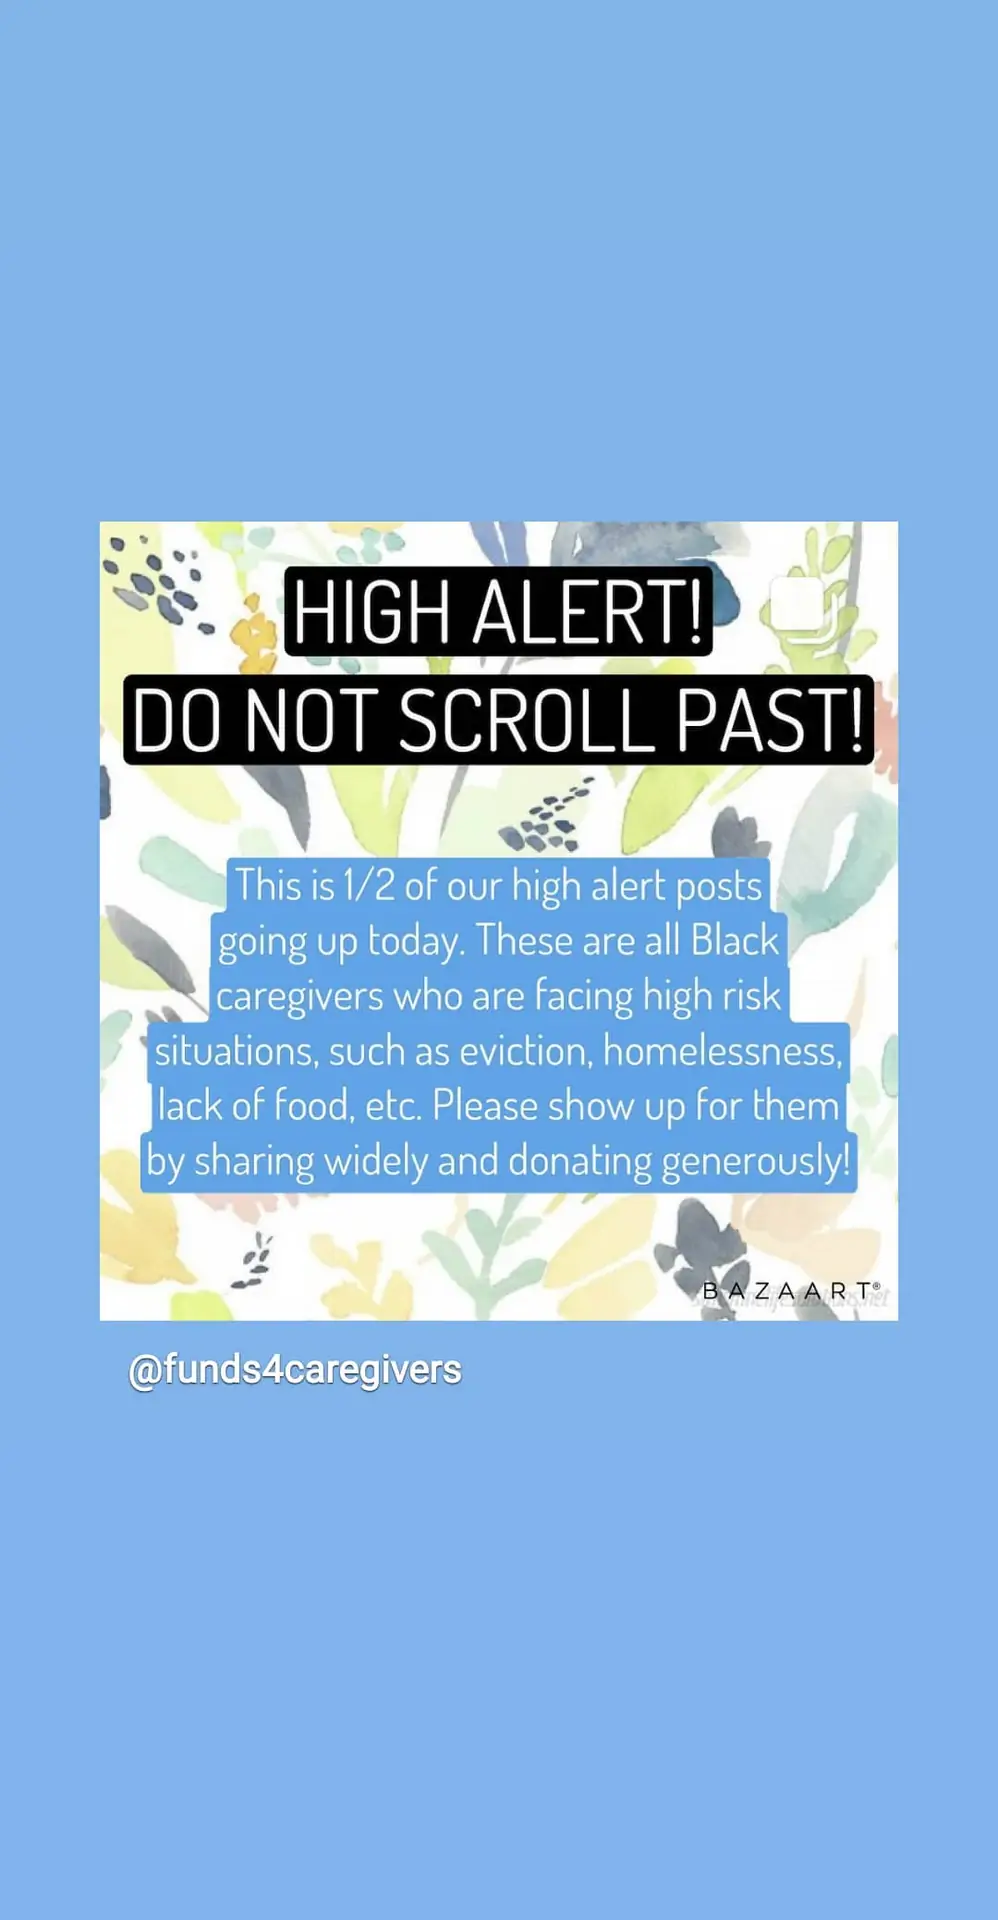 HIGH ALERT!
DO NOT SCROLL PAST!
This is 1/2 of our high alert posts
going up today. These are all Black
caregivers who are facing high risk
situations, such as eviction, homelessness,
lack of food, etc. Please show up for them
by sharing widely and donating generously!
BAZAART®
@funds4caregivers